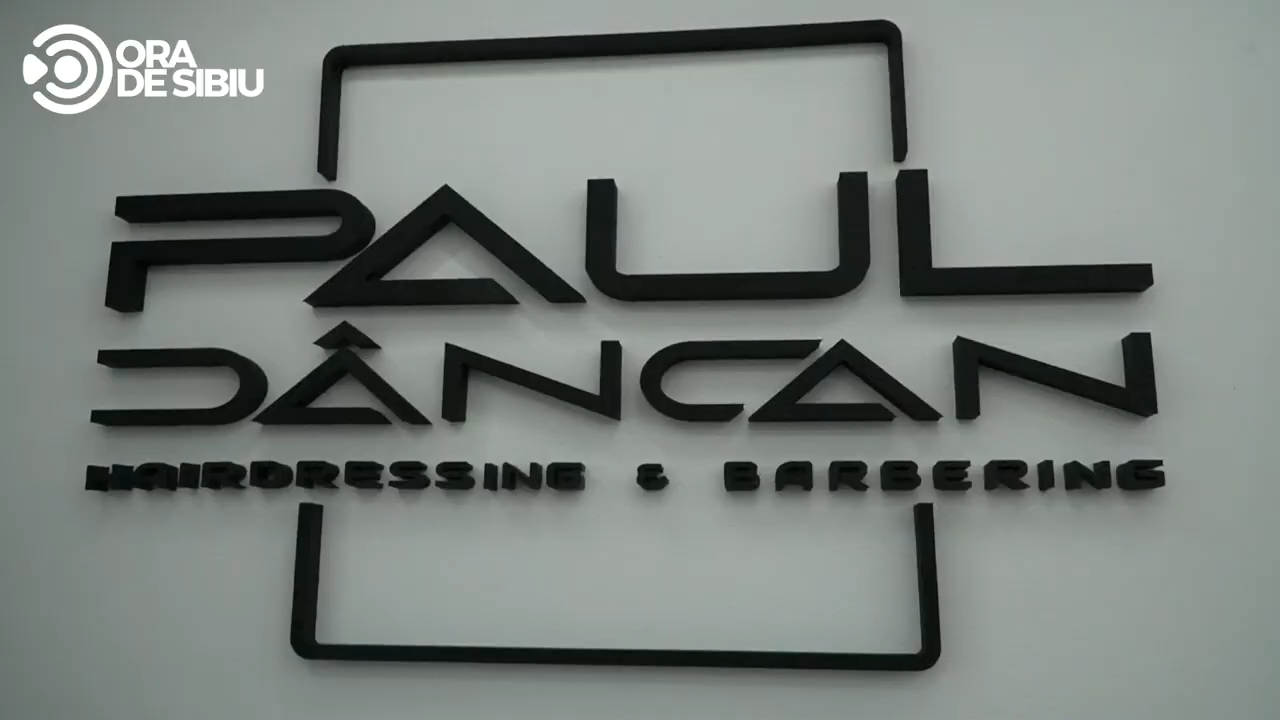 ORA
DE SIBIU
PAUL
DÂNCAN
HAIRDRESSING & BARBERING